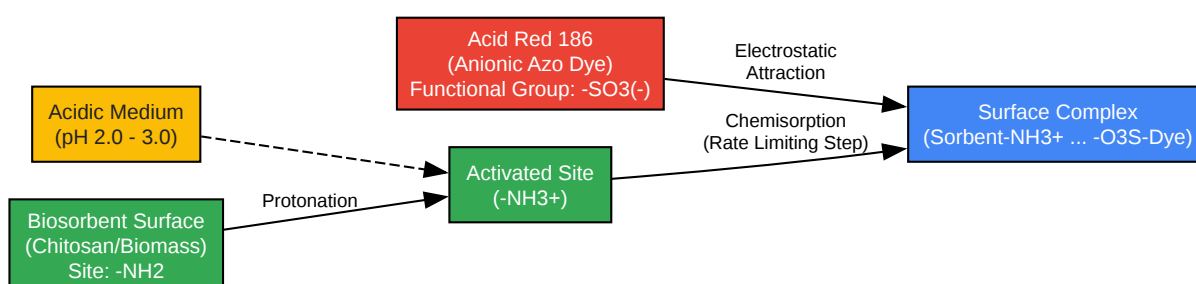 Acid Red 186
(Anionic Azo Dye)
Functional Group: -SO3(-)
Electrostatic
Attraction
Acidic Medium
(pH 2.0 - 3.0)
Chemisorption
(Rate Limiting Step)
Surface Complex
(Sorbent-NH3+ ... -O3S-Dye)
Activated Site
(-NH3+)
Protonation
Biosorbent Surface
(Chitosan/Biomass)
Site: -NH2